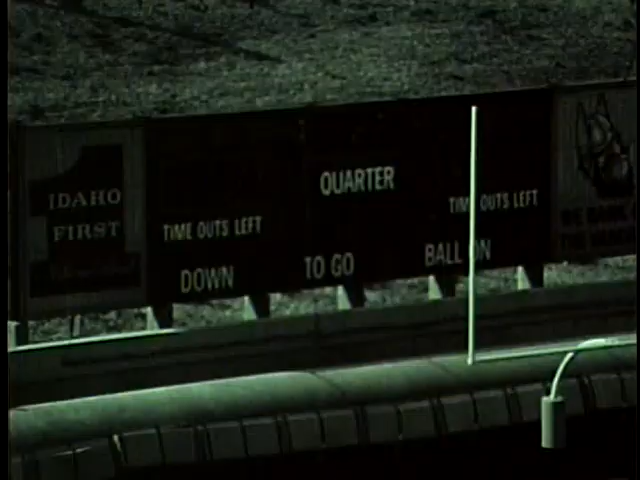 IDAHO
FIRST
QUARTER
TIME OUTS LEFT
TIME OUTS LEFT
DOWN
TO GO
BALL ON